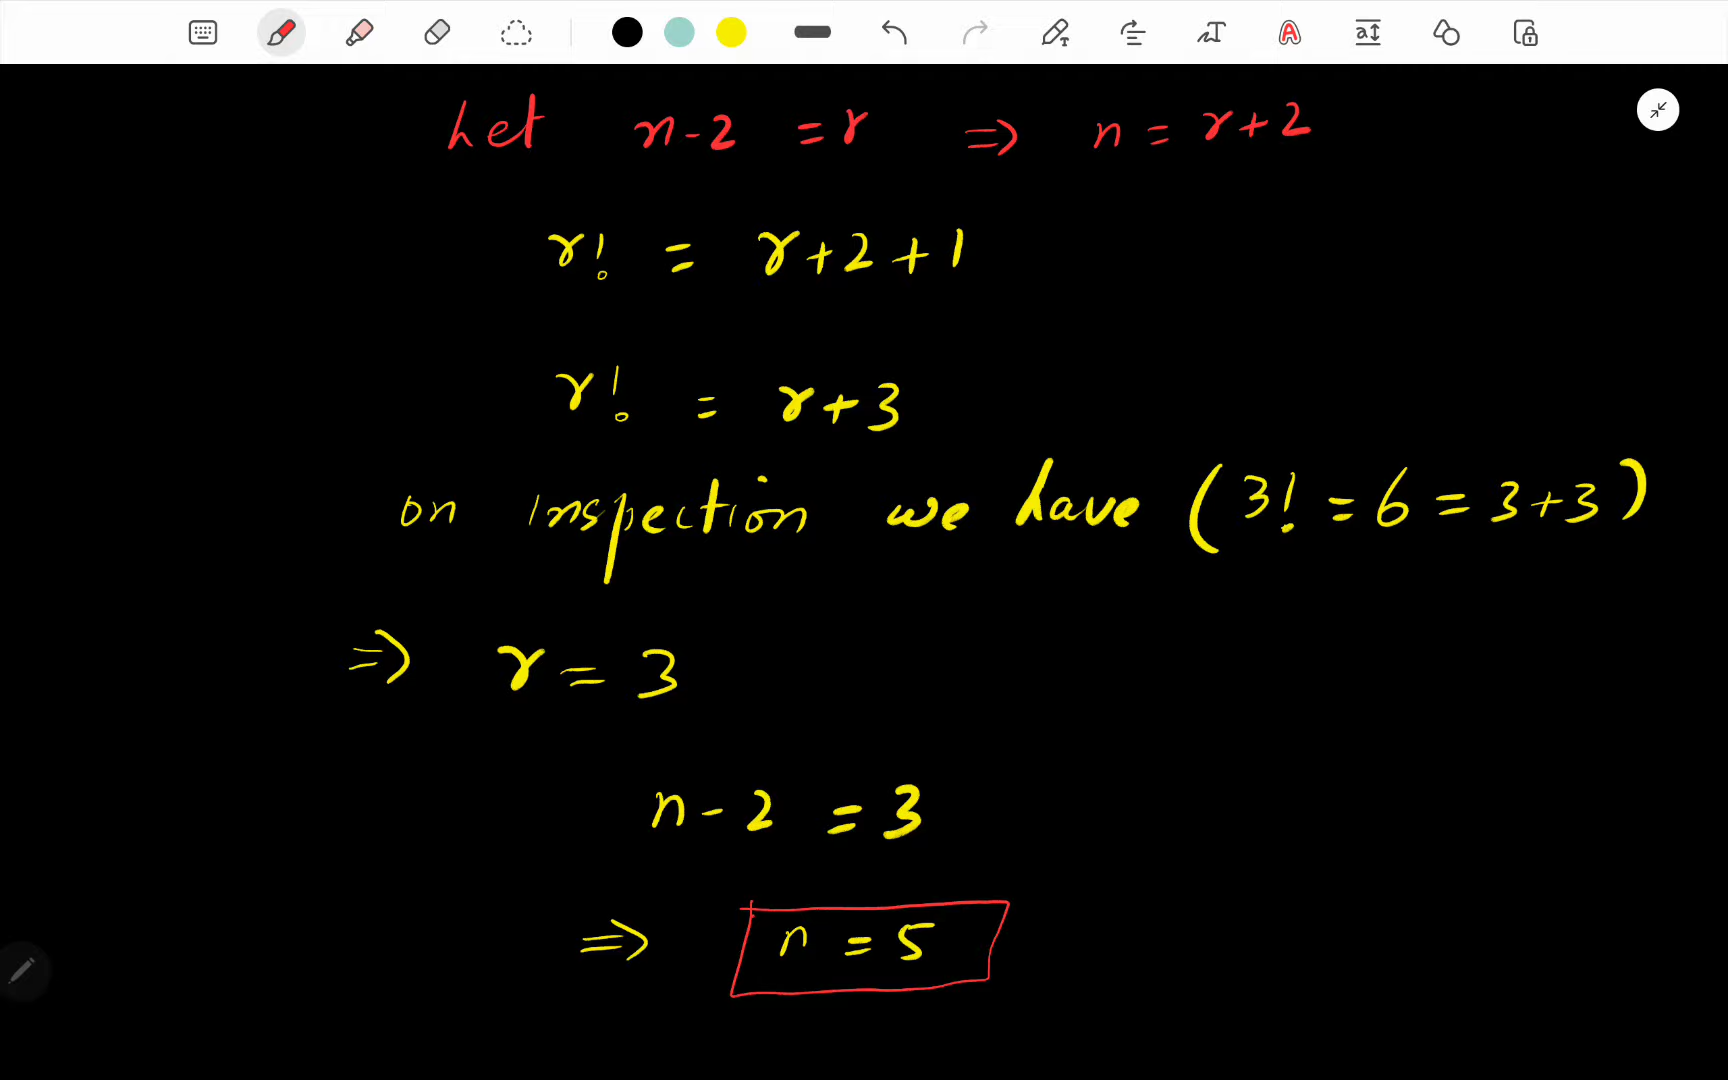 Let n-2 = r ⇒ n = r+2
r! = r+2+1
r! = r+3
on inspection we have (3! = 6 = 3+3)
⇒ r = 3
n-2 = 3
⇒ n = 5